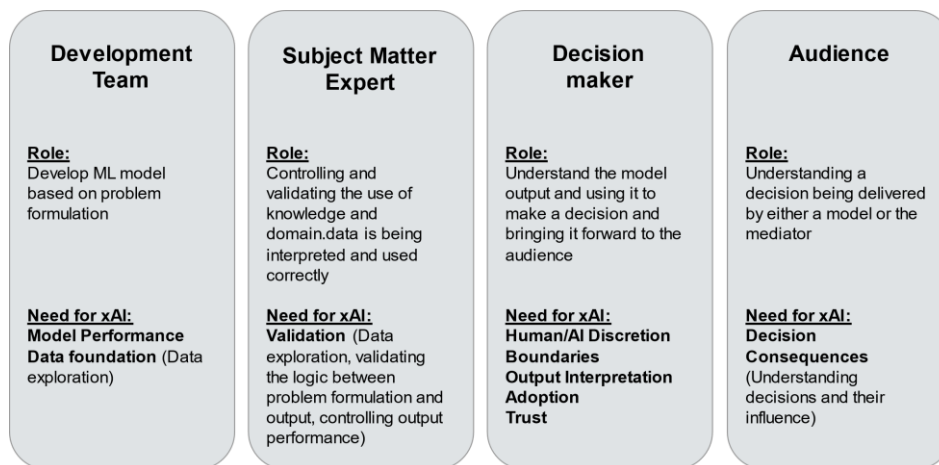 Development
Team
Role:
Develop ML model
based on problem
formulation
Need for xAI:
Model Performance
Data foundation (Data
exploration)
Subject Matter
Expert
Role:
Controlling and
validating the use of
knowledge and
domain.data is being
interpreted and used
correctly
Need for xAI:
Validation (Data
exploration, validating
the logic between
problem formulation and
output, controlling output
performance)
Decision
maker
Role:
Understand the model
output and using it to
make a decision and
bringing it forward to the
audience
Need for xAI:
Human/AI Discretion
Boundaries
Output Interpretation
Adoption
Trust
Audience
Role:
Understanding a
decision being delivered
by either a model or the
mediator
Need for xAI:
Decision
Consequences
(Understanding
decisions and their
influence)